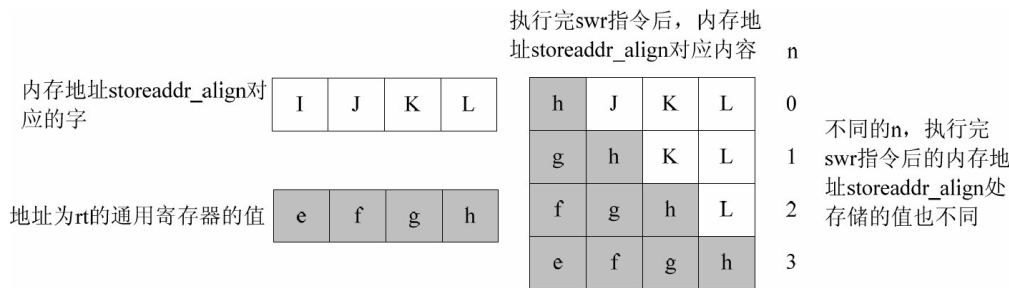 执行完swr指令后，内存地
址storeaddr_align对应内容
n
内存地址storeaddr_align对
应的字
I J K L
h J K L 0
g h K L 1
不同的n，执行完
swr指令后的内存地
址storeaddr_align处
存储的值也不同
地址为rt的通用寄存器的值
e f g h
f g h L 2
e f g h 3